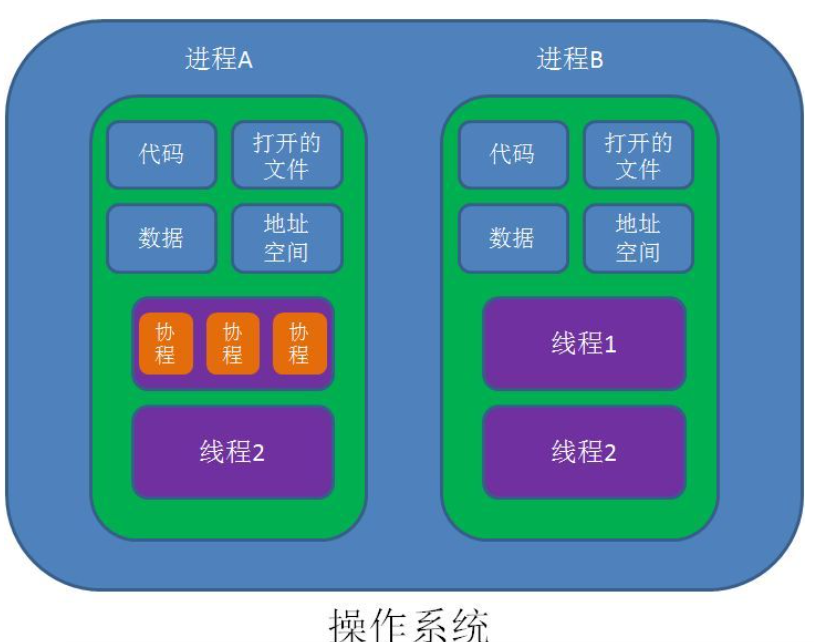 进程A
进程B
代码
打开的
文件
代码
打开的
文件
数据
地址
空间
数据
地址
空间
协
程
协
程
协
程
线程1
线程2
线程2
操作系统